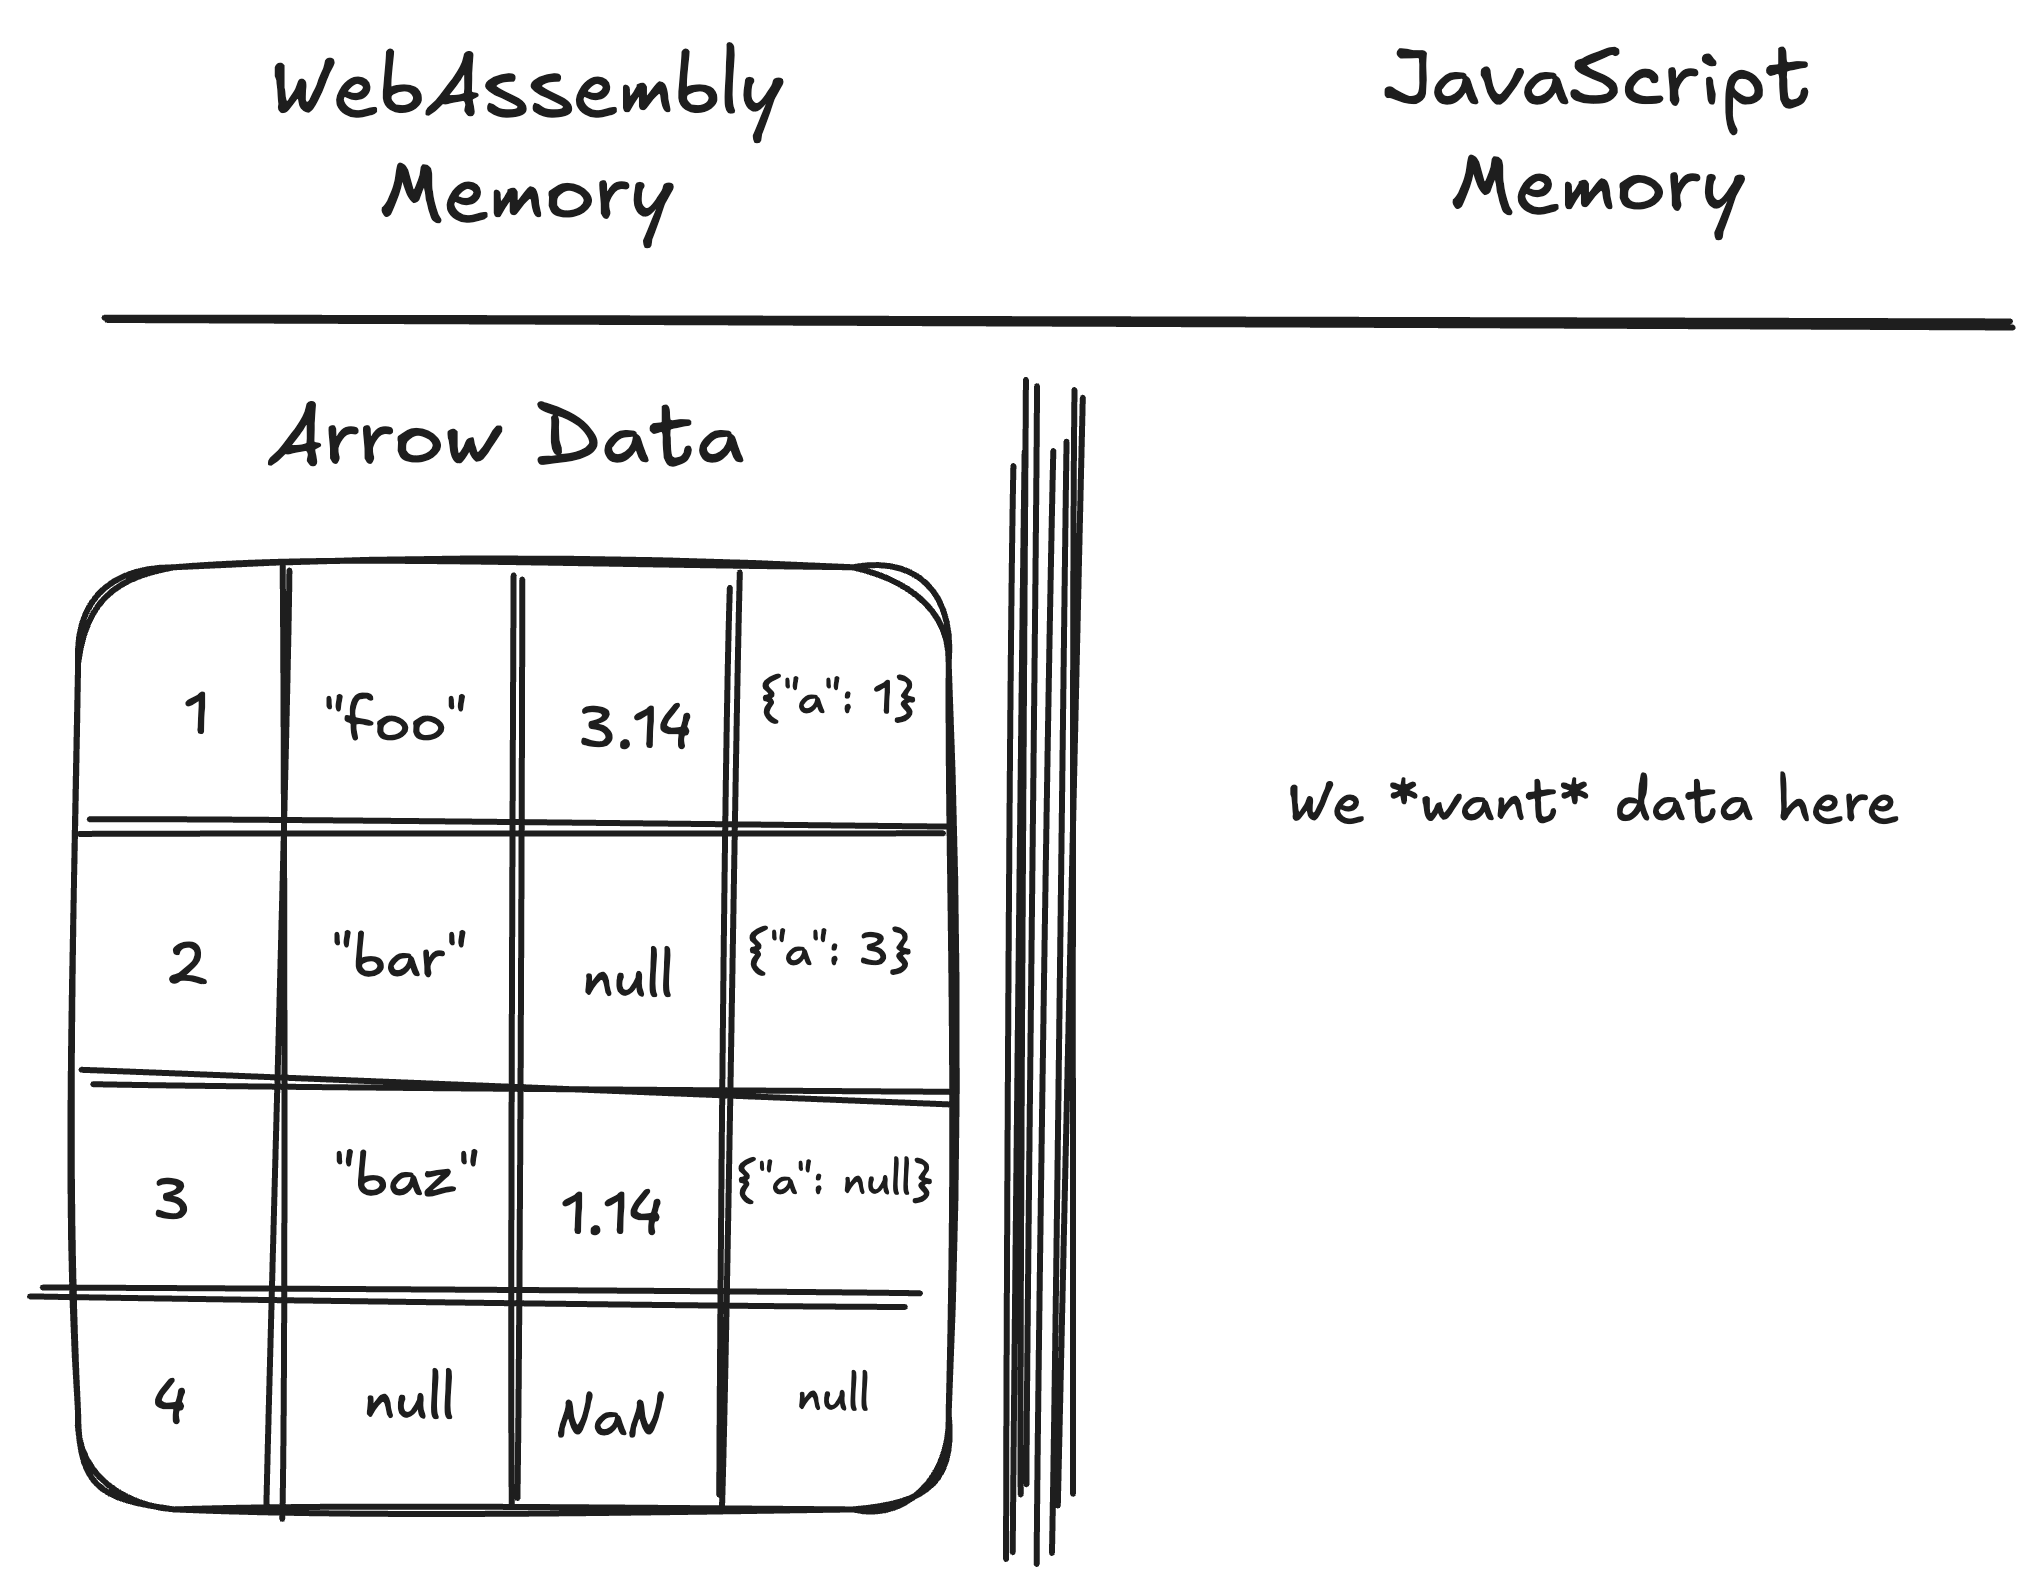 WebAssembly
Memory
JavaScript
Memory
Arrow Data
1 "foo" 3.14 {"a": 1}
2 "bar" null {"a": 3}
3 "baz" 1.14 {"a": null}
4 null NaN null
We *want* data here